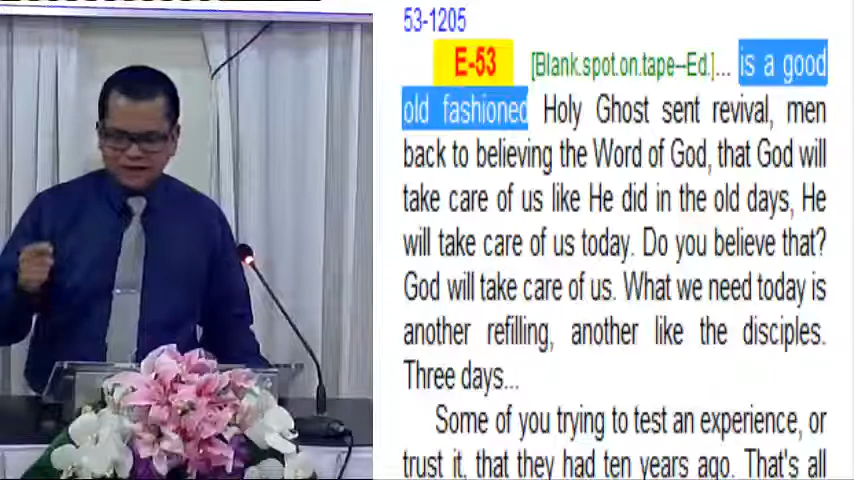 53-1205
E-53 [Blank.spot.on.tape--Ed.]... is a good
old fashioned Holy Ghost sent revival, men
back to believing the Word of God, that God will
take care of us like He did in the old days, He
will take care of us today. Do you believe that?
God will take care of us. What we need today is
another refilling, another like the disciples.
Three days...
Some of you trying to test an experience, or
trust it, that they had ten years ago. That's all